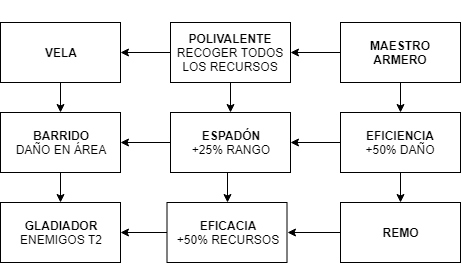 VELA
POLIVALENTE
RECOGER TODOS
LOS RECURSOS
MAESTRO
ARMERO
BARRIDO
DAÑO EN ÁREA
ESPADÓN
+25% RANGO
EFICIENCIA
+50% DAÑO
GLADIADOR
ENEMIGOS T2
EFICACIA
+50% RECURSOS
REMO